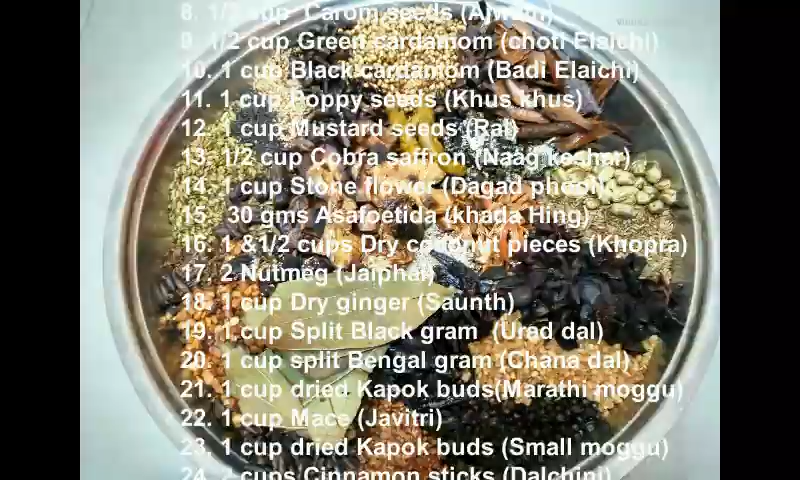 8. 1/2 cup Carom seeds (Ajwain)
9. 1/2 cup Green cardamom (choti Elaichi)
10. 1 cup Black cardamom (Badi Elaichi)
11. 1 cup Poppy seeds (Khus khus)
12. 1 cup Mustard seeds (Rai)
13. 1/2 cup Cobra saffron (Naag keshar)
14. 1 cup Stone flower (Dagad phool)
15. 30 gms Asafoetida (khada Hing)
16. 1 &1/2 cups Dry coconut pieces (Khopra)
17. 2 Nutmeg (Jaiphal)
18. 1 cup Dry ginger (Saunth)
19. 1 cup Split Black gram (Urad dal)
20. 1 cup split Bengal gram (Chana dal)
21. 1 cup dried Kapok buds(Marathi moggu)
22. 1 cup Mace (Javitri)
23. 1 cup dried Kapok buds (Small moggu)
24. 2 cups Cinnamon sticks (Dalchini)